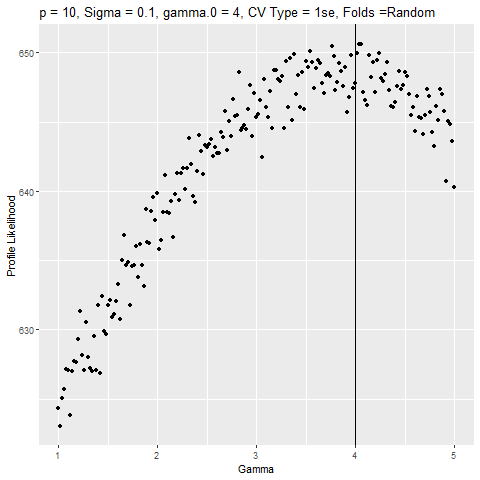 p = 10, Sigma = 0.1, gamma.0 = 4, CV Type = 1se, Folds =Random
Profile Likelihood
650
640
630
1 2 3 4 5
Gamma